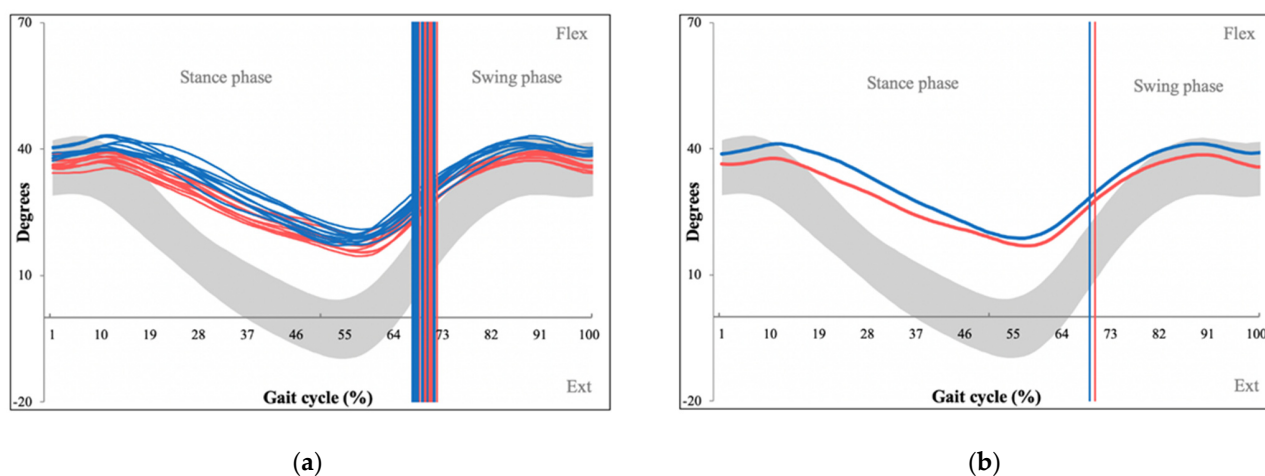 70
Flex
Stance phase
Swing phase
40
Degrees
10
1 10 19 28 37 46 55 64 73 82 91 100
Gait cycle (%)
Ext
-20
(a)
70
Flex
Stance phase
Swing phase
40
Degrees
10
1 10 19 28 37 46 55 64 73 82 91 100
Gait cycle (%)
Ext
-20
(b)